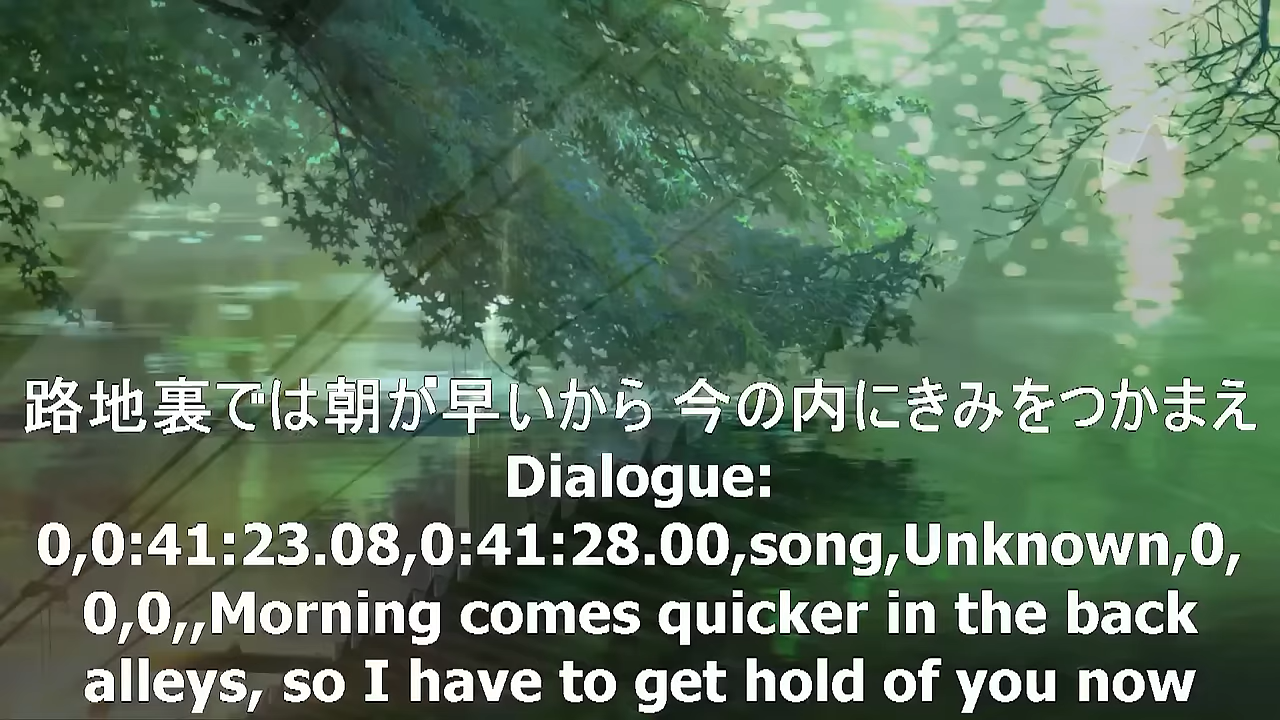 路地裏では朝が早いから 今の内にきみをつかまえ
Dialogue:
0,0:41:23.08,0:41:28.00,song,Unknown,0,
0,0,,Morning comes quicker in the back
alleys, so I have to get hold of you now